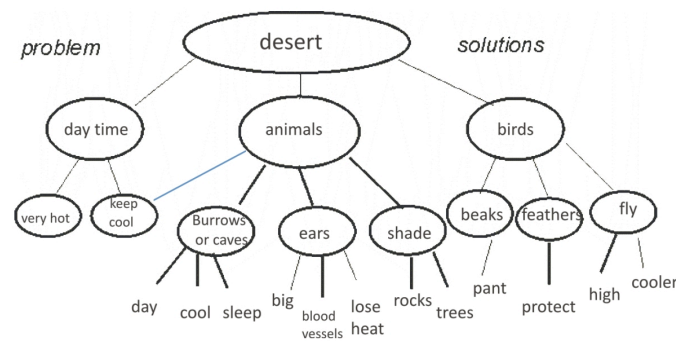 problem
desert
solutions
day time
animals
birds
very hot
keep
cool
Burrows
or caves
ears
shade
beaks
feathers
fly
day
cool
sleep
big
blood
vessels
lose
heat
rocks
trees
pant
protect
high
cooler